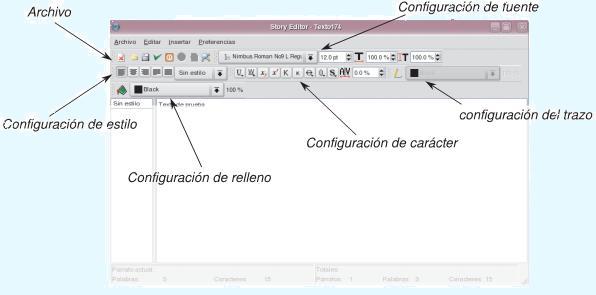 Archivo
Configuración de fuente
Story Editor - Texto174
Archivo Editar Insertar Preferencias
Nimbus Roman No9 L Regu 12.0 pt 100.0 % 100.0 %
Sin estilo 0.0 %
Black 100 %
Sin estilo Texto de prueba
Configuración de estilo
configuración del trazo
Configuración de carácter
Configuración de relleno
Párrafo actual: Totales:
Palabras: 3 Caracteres: 15 Párrafos: 1 Palabras: 3 Caracteres: 15